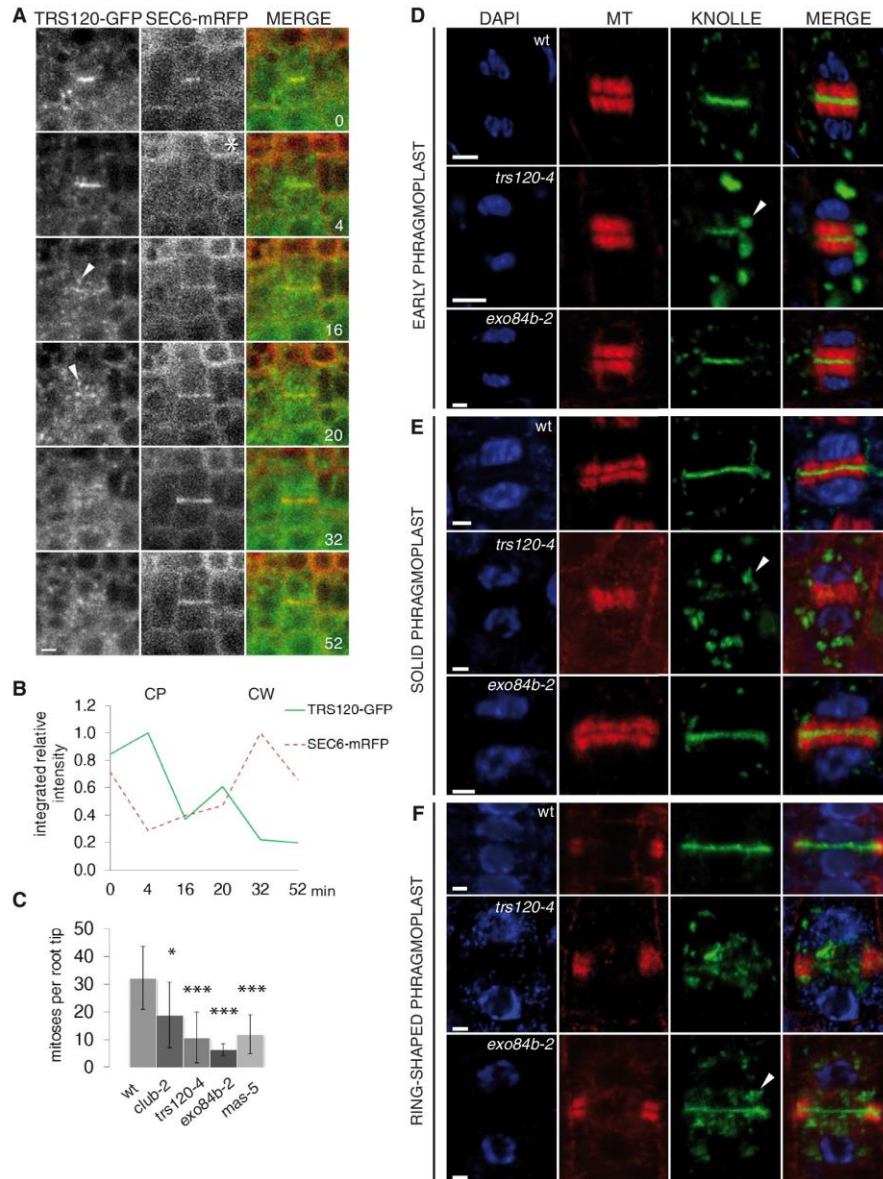 A
TRS120-GFP SEC6-mRFP MERGE
0
*
4
16
20
32
52
B
CP CW
TRS120-GFP
SEC6-mRFP
integrated relative
intensity
1.2
1.0
0.8
0.6
0.4
0.2
0.0
0 4 16 20 32 52 min
C
mitoses per root tip
50
40
30
20
10
0
* *** *** ***
wt club-2 trs120-4 exo84b-2 mas-5
D
DAPI MT KNOLLE MERGE
EARLY PHRAGMOPLAST
wt
trs120-4
exo84b-2
E
SOLID PHRAGMOPLAST
wt
trs120-4
exo84b-2
F
RING-SHAPED PHRAGMOPLAST
wt
trs120-4
exo84b-2